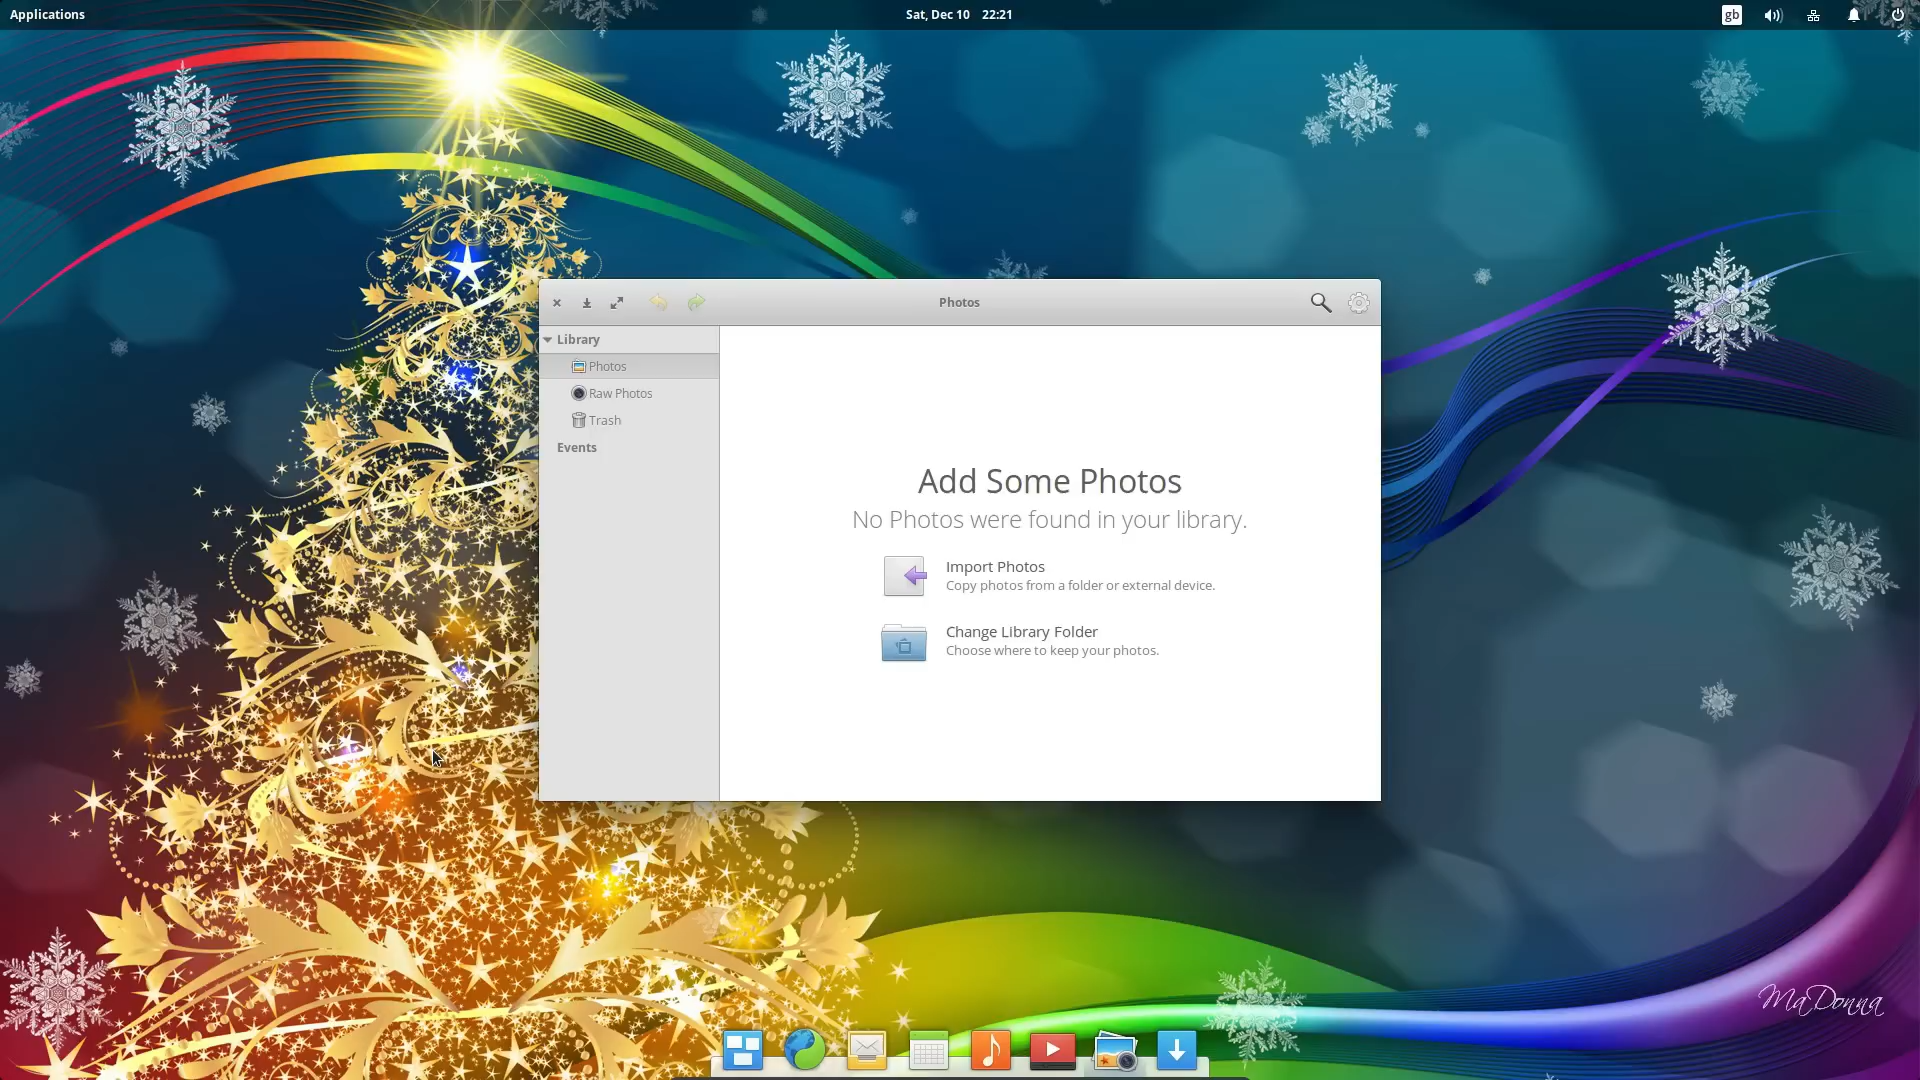 Applications
Sat, Dec 10 22:21
gb
Photos
Library
Photos
Raw Photos
Trash
Events
Add Some Photos
No Photos were found in your library.
Import Photos
Copy photos from a folder or external device.
Change Library Folder
Choose where to keep your photos.
MaDonna